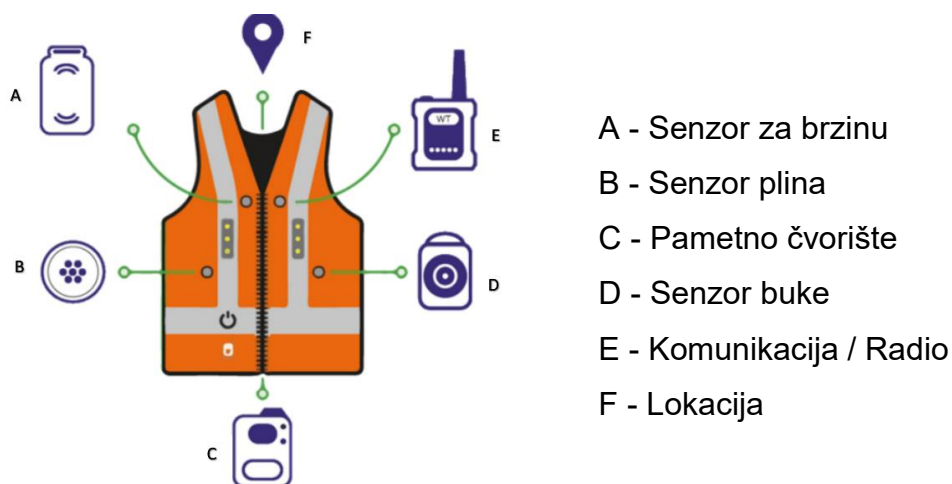 F
A
WT
E
B
D
C
A - Senzor za brzinu
B - Senzor plina
C - Pametno čvorište
D - Senzor buke
E - Komunikacija / Radio
F - Lokacija